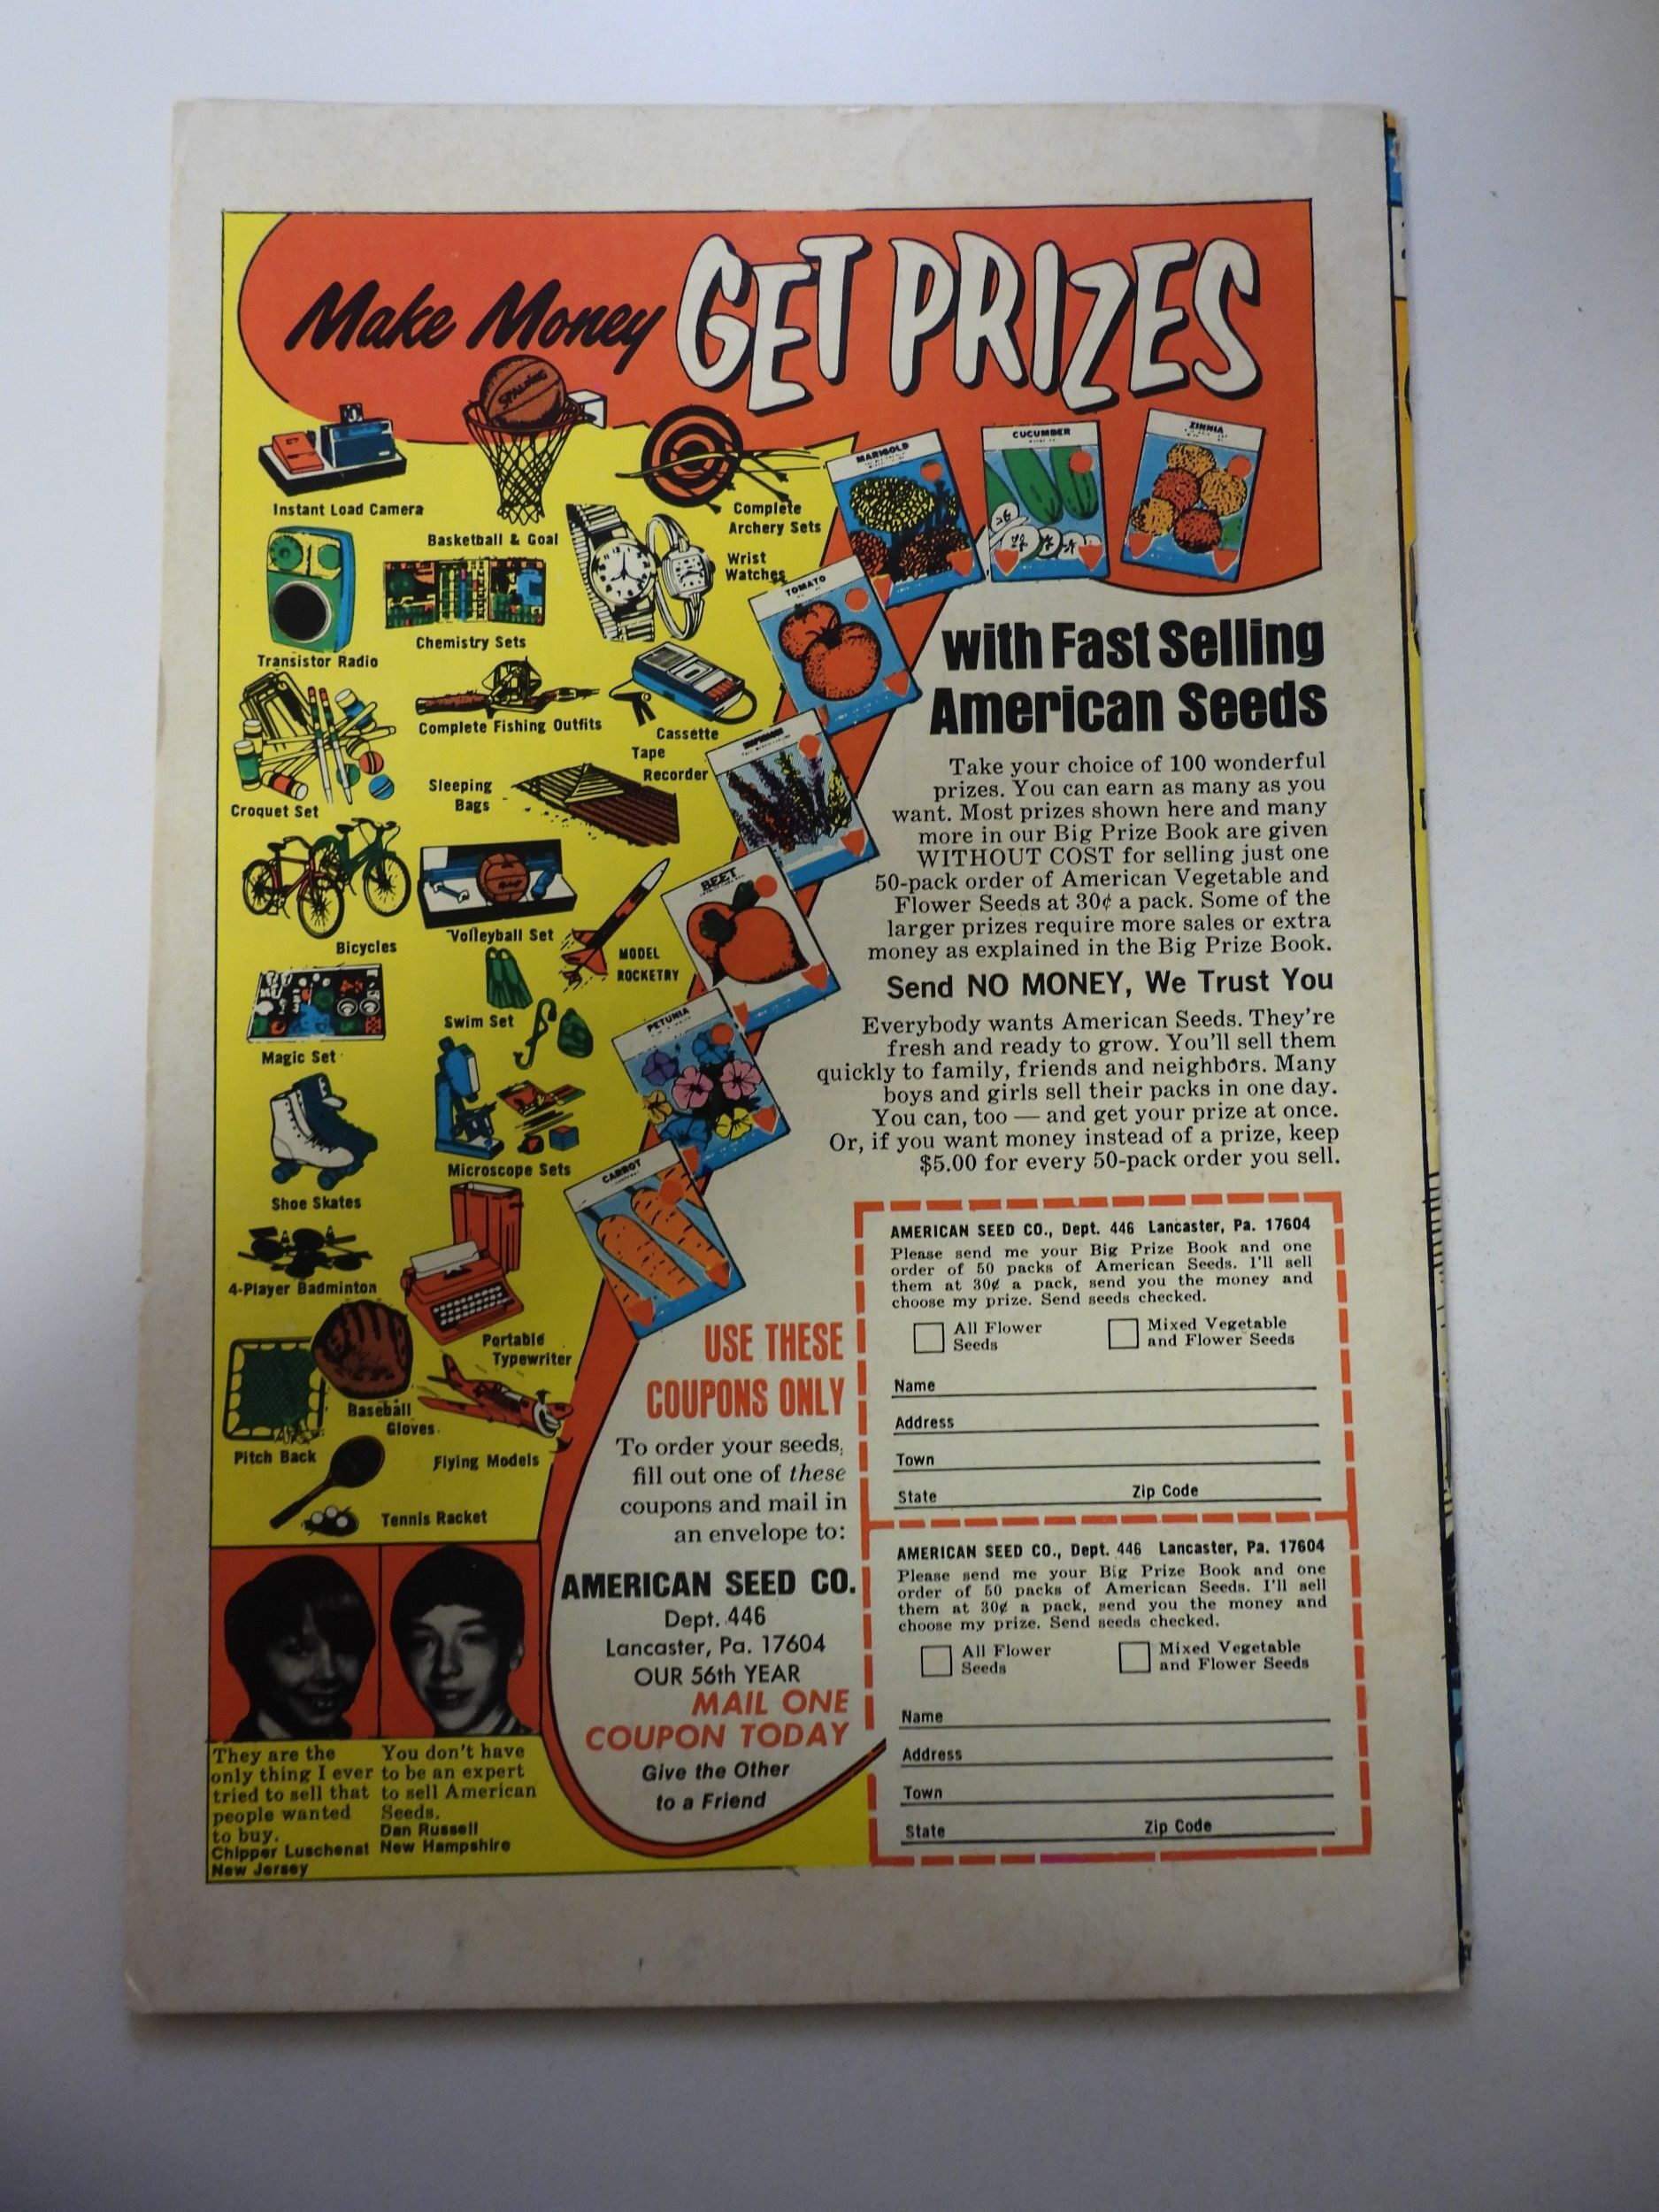 Make Money GET PRIZES
SPALDING
Instant Load Camera
Basketball & Goal
Complete
Archery Sets
Wrist
Watches
Transistor Radio
Chemistry Sets
Complete Fishing Outfits
Cassette
Tape
Recorder
Croquet Set
Sleeping
Bags
Bicycles
Volleyball Set
MODEL
ROCKETRY
Magic Set
Swim Set
Shoe Skates
Microscope Sets
4-Player Badminton
Portable
Typewriter
Baseball
Gloves
Pitch Back
Flying Models
Tennis Racket
MARIGOLD
CUCUMBER
ZINNIA
TOMATO
BEET
PETUNIA
CARROT
with Fast Selling
American Seeds
Take your choice of 100 wonderful
prizes. You can earn as many as you
want. Most prizes shown here and many
more in our Big Prize Book are given
WITHOUT COST for selling just one
50-pack order of American Vegetable and
Flower Seeds at 30¢ a pack. Some of the
larger prizes require more sales or extra
money as explained in the Big Prize Book.
Send NO MONEY, We Trust You
Everybody wants American Seeds. They're
fresh and ready to grow. You'll sell them
quickly to family, friends and neighbors. Many
boys and girls sell their packs in one day.
You can, too — and get your prize at once.
Or, if you want money instead of a prize, keep
$5.00 for every 50-pack order you sell.
USE THESE
COUPONS ONLY
To order your seeds,
fill out one of these
coupons and mail in
an envelope to:
AMERICAN SEED CO.
Dept. 446
Lancaster, Pa. 17604
OUR 56th YEAR
MAIL ONE
COUPON TODAY
Give the Other
to a Friend
AMERICAN SEED CO., Dept. 446 Lancaster, Pa. 17604
Please send me your Big Prize Book and one
order of 50 packs of American Seeds. I'll sell
them at 30¢ a pack, send you the money and
choose my prize. Send seeds checked.
All Flower
Seeds
Mixed Vegetable
and Flower Seeds
Name
Address
Town
State Zip Code
AMERICAN SEED CO., Dept. 446 Lancaster, Pa. 17604
Please send me your Big Prize Book and one
order of 50 packs of American Seeds. I'll sell
them at 30¢ a pack, send you the money and
choose my prize. Send seeds checked.
All Flower
Seeds
Mixed Vegetable
and Flower Seeds
Name
Address
Town
State Zip Code
They are the
only thing I ever
tried to sell that
people wanted
to buy.
Chipper Luschenat
New Jersey
You don't have
to be an expert
to sell American
Seeds.
Dan Russell
New Hampshire